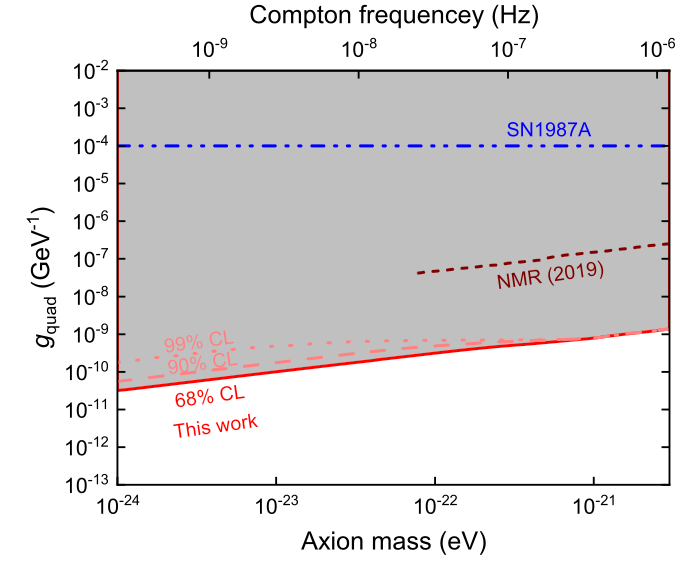 Compton frequencey (Hz)
10⁻⁹ 10⁻⁸ 10⁻⁷ 10⁻⁶
10⁻²
10⁻³
10⁻⁴
10⁻⁵
10⁻⁶
10⁻⁷
10⁻⁸
10⁻⁹
10⁻¹⁰
10⁻¹¹
10⁻¹²
10⁻¹³
g_quad (GeV⁻¹)
SN1987A
NMR (2019)
99% CL
90% CL
68% CL
This work
10⁻²⁴ 10⁻²³ 10⁻²² 10⁻²¹
Axion mass (eV)